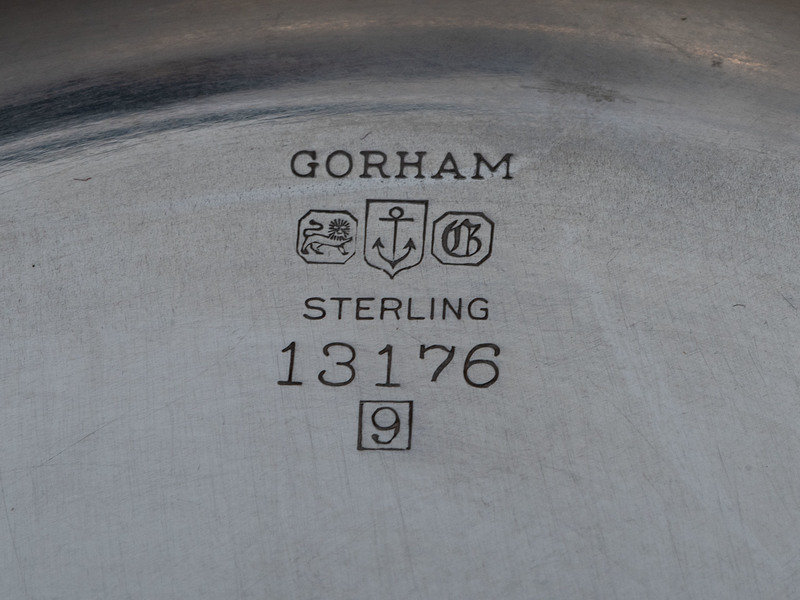 GORHAM
G
STERLING
13176
9